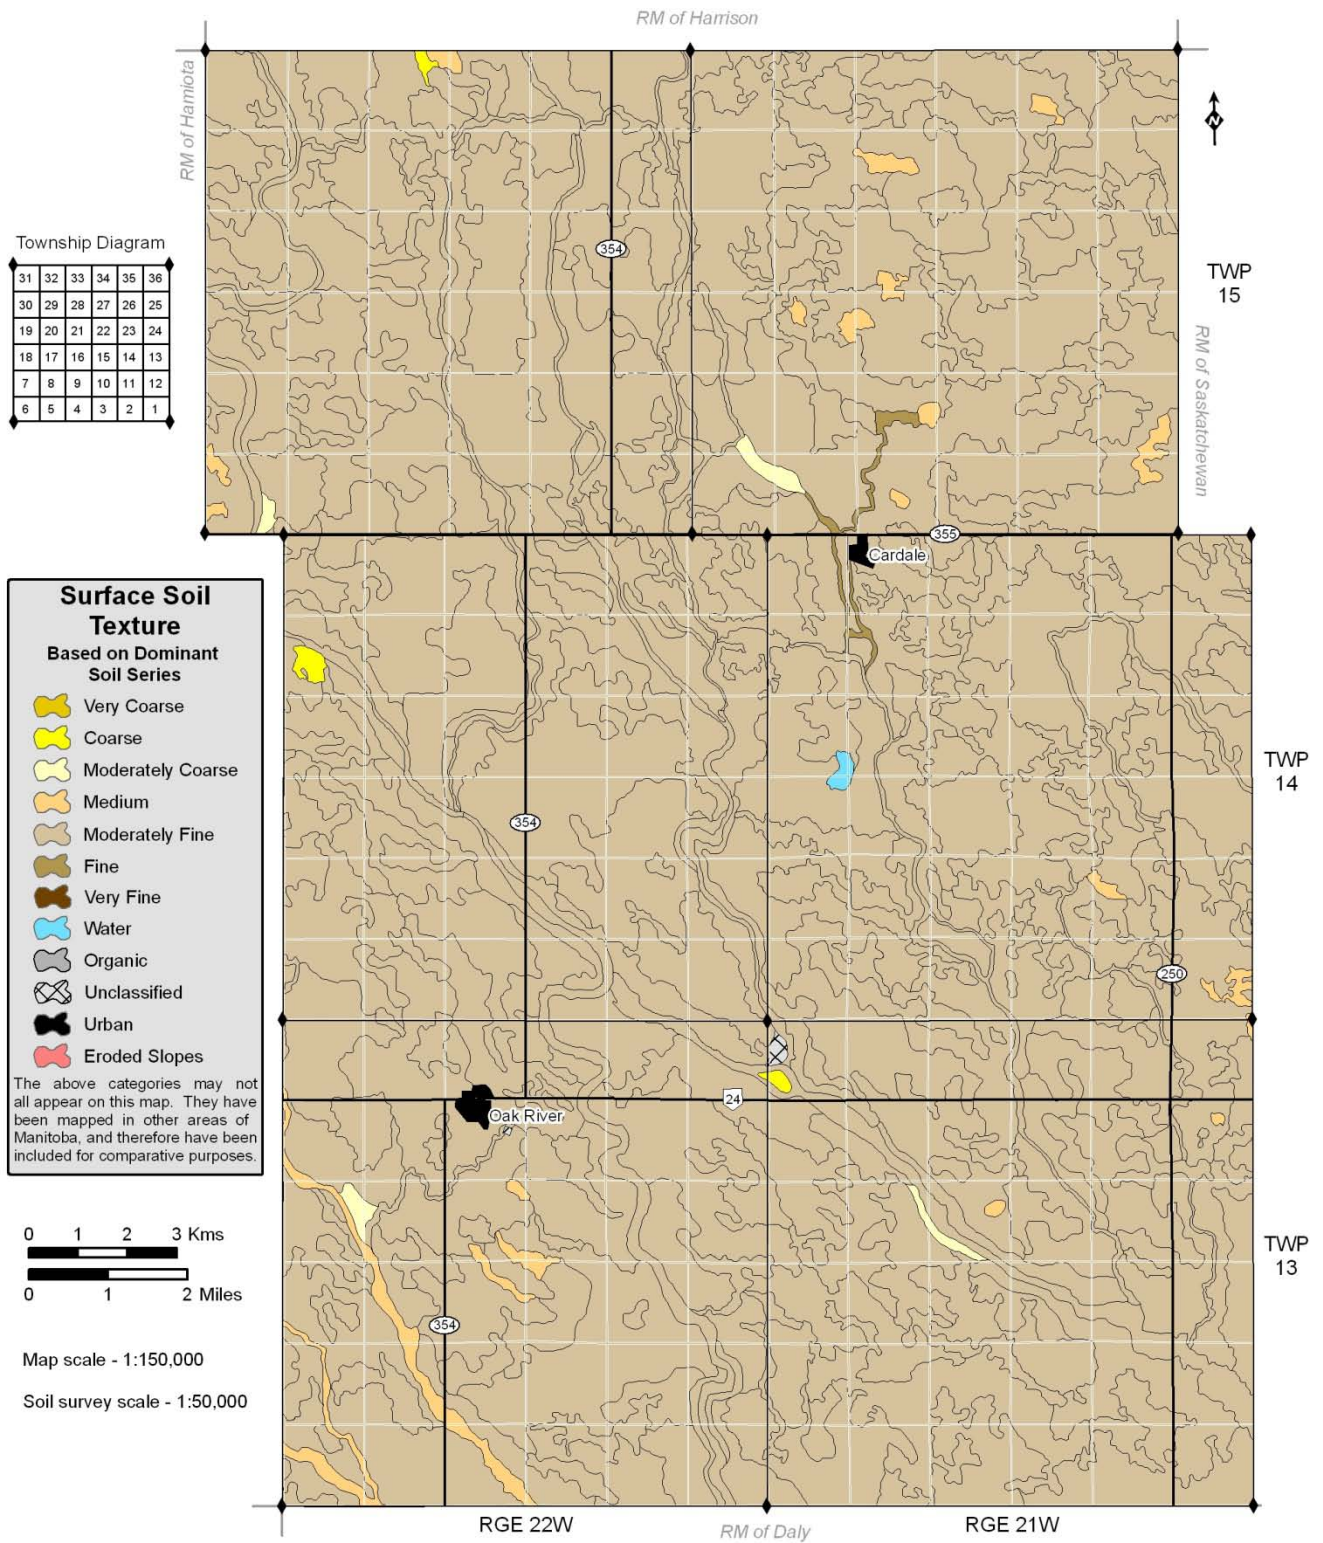 RM of Harrison
RM of Hamiota
N
Township Diagram
31 32 33 34 35 36
30 29 28 27 26 25
19 20 21 22 23 24
18 17 16 15 14 13
7 8 9 10 11 12
6 5 4 3 2 1
354
TWP
15
RM of Saskatchewan
355
Cardale
Surface Soil
Texture
Based on Dominant
Soil Series
Very Coarse
Coarse
Moderately Coarse
Medium
Moderately Fine
Fine
Very Fine
Water
Organic
Unclassified
Urban
Eroded Slopes
The above categories may not
all appear on this map. They have
been mapped in other areas of
Manitoba, and therefore have been
included for comparative purposes.
TWP
14
354
250
24
Oak River
0 1 2 3 Kms
0 1 2 Miles
TWP
13
354
Map scale - 1:150,000
Soil survey scale - 1:50,000
RGE 22W
RM of Daly
RGE 21W